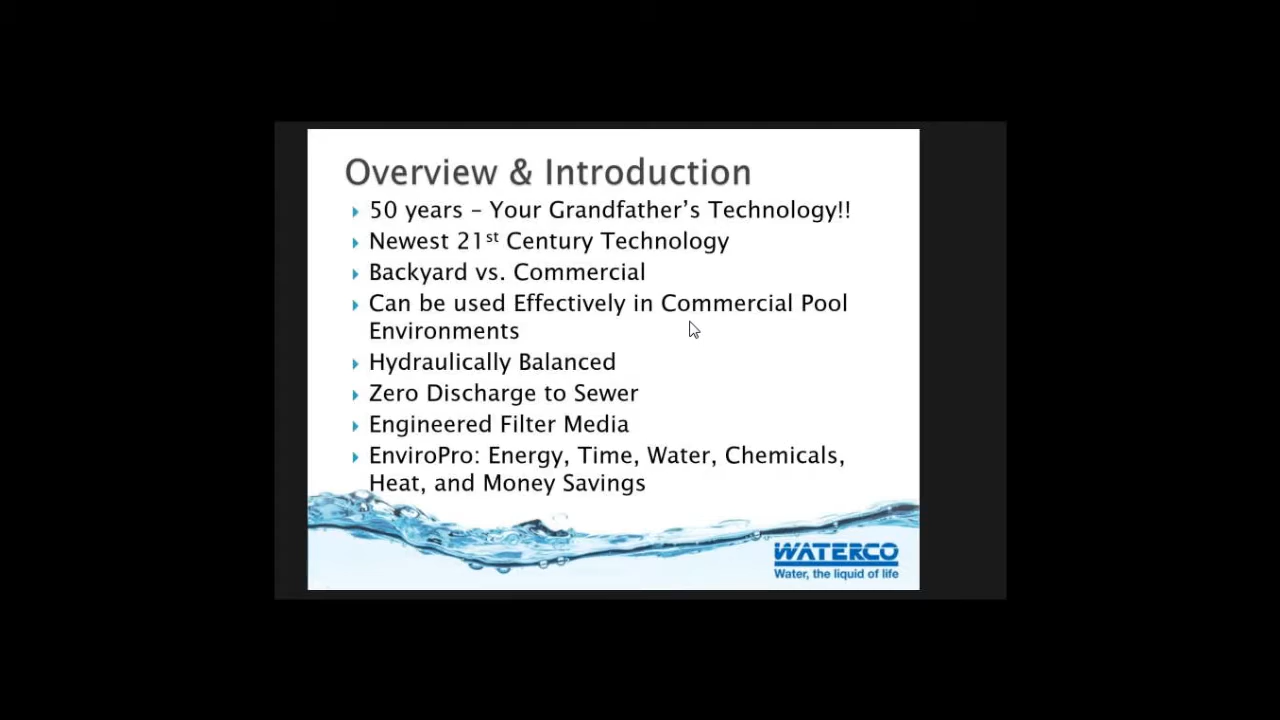 Overview & Introduction
50 years – Your Grandfather's Technology!!
Newest 21st Century Technology
Backyard vs. Commercial
Can be used Effectively in Commercial Pool
Environments
Hydraulically Balanced
Zero Discharge to Sewer
Engineered Filter Media
EnviroPro: Energy, Time, Water, Chemicals,
Heat, and Money Savings
WATERCO
Water, the liquid of life